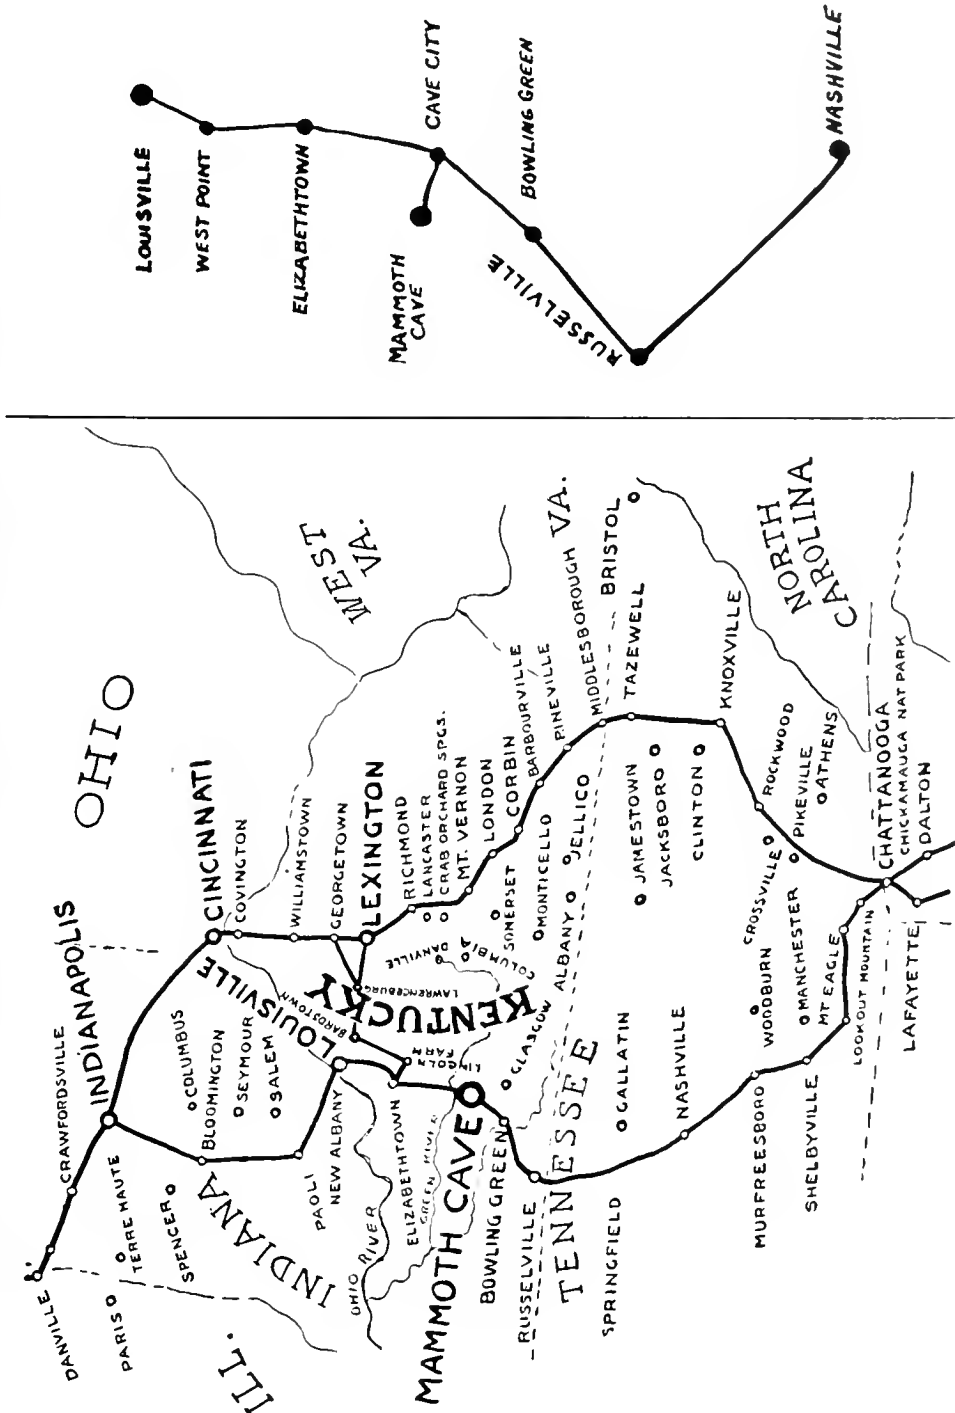 LOUISVILLE
WEST POINT
ELIZABETHTOWN
CAVE CITY
MAMMOTH
CAVE
BOWLING GREEN
RUSSELVILLE
NASHVILLE
OHIO
WEST
VA.
VA.
NORTH
CAROLINA
ILL.
INDIANA
KENTUCKY
TENNESSEE
DANVILLE
CRAWFORDSVILLE
INDIANAPOLIS
PARIS
TERRE HAUTE
SPENCER
COLUMBUS
BLOOMINGTON
SEYMOUR
SALEM
PAOLI
NEW ALBANY
OHIO RIVER
CINCINNATI
COVINGTON
WILLIAMSTOWN
GEORGETOWN
LEXINGTON
LOUISVILLE
BARDSTOWN
LAWRENCEBURG
LINCOLN
FARM
ELIZABETHTOWN
GREEN RIVER
MAMMOTH CAVE
BOWLING GREEN
RUSSELVILLE
GLASGOW
RICHMOND
LANCASTER
CRAB ORCHARD SPGS.
MT. VERNON
DANVILLE
COLUMBIA
LONDON
CORBIN
SOMERSET
BARBOURVILLE
MONTICELLO
PINEVILLE
ALBANY
JELLICO
MIDDLESBOROUGH
BRISTOL
TAZEWELL
JAMESTOWN
JACKSBORO
CLINTON
KNOXVILLE
SPRINGFIELD
GALLATIN
NASHVILLE
MURFREESBORO
SHELBYVILLE
WOODBURN
CROSSVILLE
MANCHESTER
MT EAGLE
ROCKWOOD
PIKEVILLE
ATHENS
LOOKOUT MOUNTAIN
CHATTANOOGA
CHICKAMAUGA NAT PARK
DALTON
LAFAYETTE